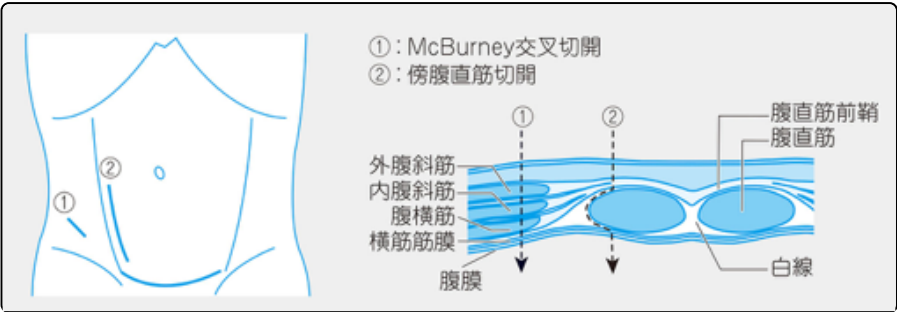 ①：McBurney交叉切開
②：傍腹直筋切開
①
②
①
②
腹直筋前鞘
腹直筋
外腹斜筋
内腹斜筋
腹横筋
横筋筋膜
腹膜
白線